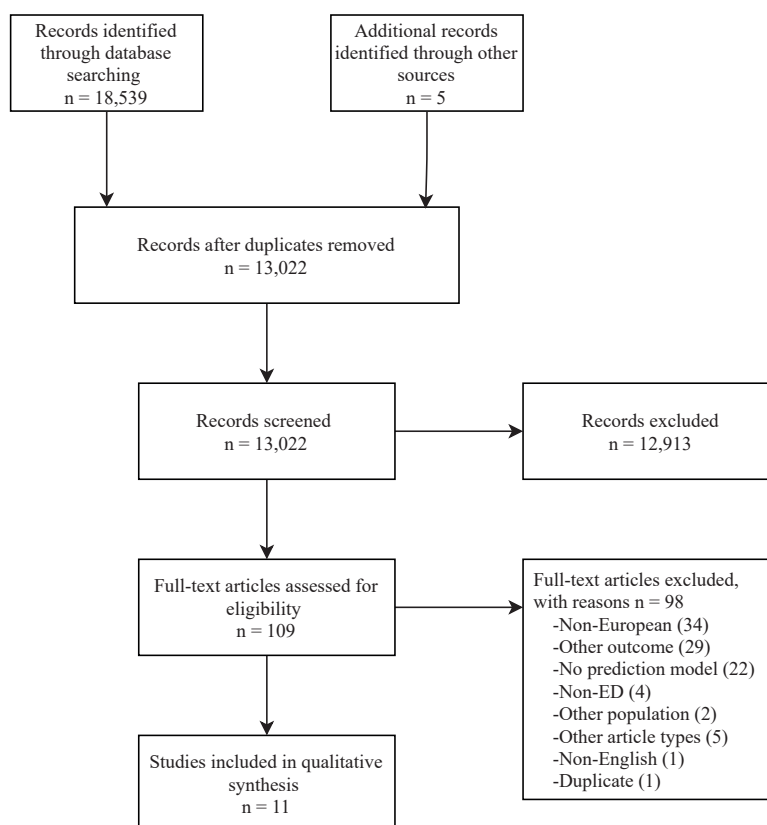 Records identified
through database
searching
n = 18,539
Additional records
identified through other
sources
n = 5
Records after duplicates removed
n = 13,022
Records screened
n = 13,022
Records excluded
n = 12,913
Full-text articles assessed for
eligibility
n = 109
Full-text articles excluded,
with reasons n = 98
-Non-European (34)
-Other outcome (29)
-No prediction model (22)
-Non-ED (4)
-Other population (2)
-Other article types (5)
-Non-English (1)
-Duplicate (1)
Studies included in qualitative
synthesis
n = 11